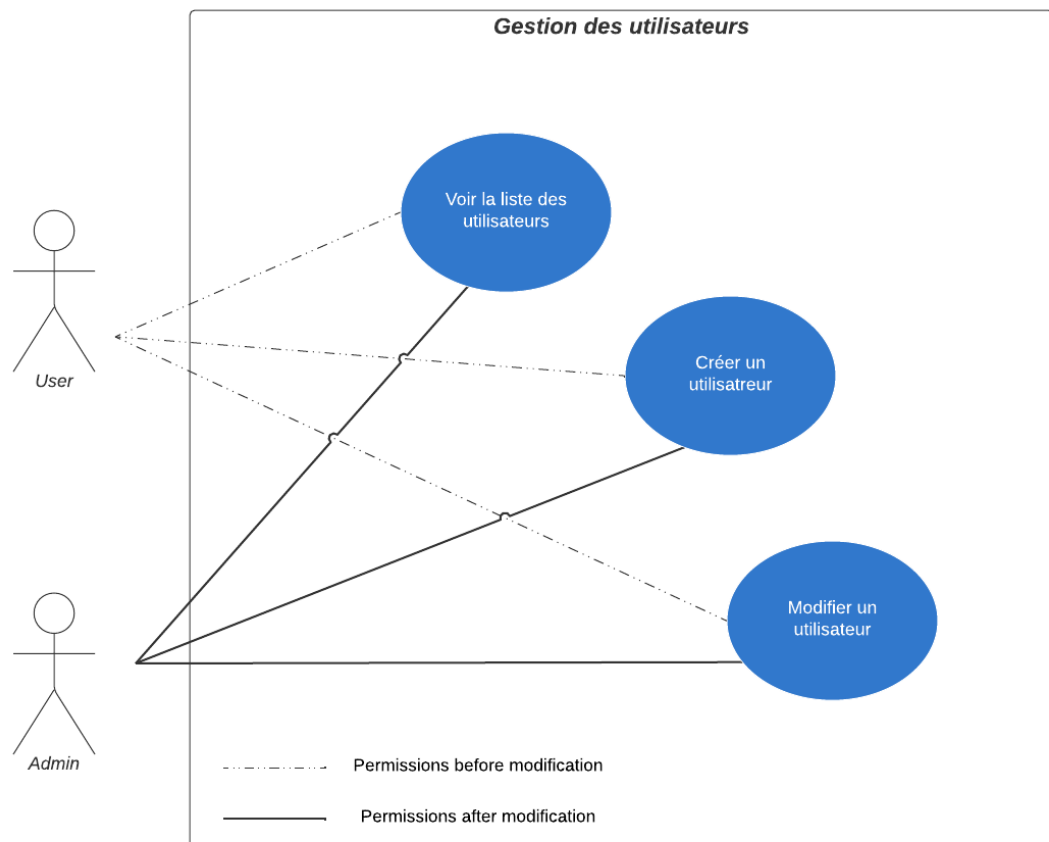 Gestion des utilisateurs
Voir la liste des
utilisateurs
Créer un
utilisatreur
User
Modifier un
utilisateur
Admin
Permissions before modification
Permissions after modification